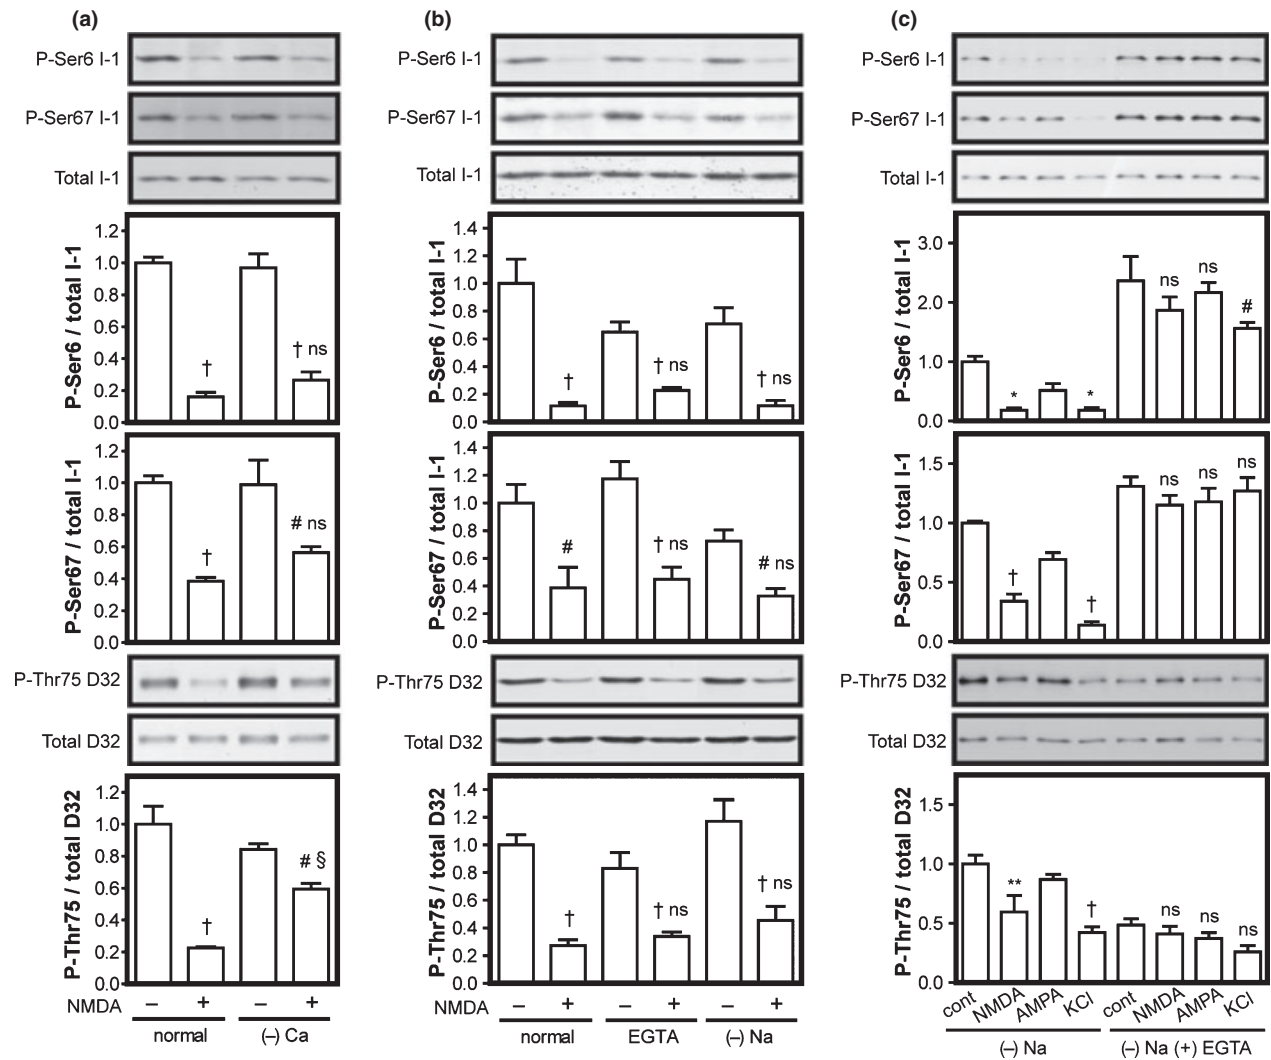 (a)
P-Ser6 I-1
P-Ser67 I-1
Total I-1
P-Ser6 / total I-1
1.2
1.0
0.8
0.6
0.4
0.2
0.0
†
† ns
P-Ser67 / total I-1
1.2
1.0
0.8
0.6
0.4
0.2
0.0
†
# ns
P-Thr75 D32
Total D32
P-Thr75 / total D32
1.2
1.0
0.8
0.6
0.4
0.2
0.0
†
# §
NMDA – + – +
normal (–) Ca
(b)
P-Ser6 I-1
P-Ser67 I-1
Total I-1
P-Ser6 / total I-1
1.4
1.2
1.0
0.8
0.6
0.4
0.2
0.0
†
† ns
† ns
P-Ser67 / total I-1
1.4
1.2
1.0
0.8
0.6
0.4
0.2
0.0
#
† ns
# ns
P-Thr75 D32
Total D32
P-Thr75 / total D32
1.4
1.2
1.0
0.8
0.6
0.4
0.2
0.0
†
† ns
† ns
NMDA – + – + – +
normal EGTA (–) Na
(c)
P-Ser6 I-1
P-Ser67 I-1
Total I-1
P-Ser6 / total I-1
3.0
2.0
1.0
0.0
*
*
ns
ns
#
P-Ser67 / total I-1
1.5
1.0
0.5
0.0
†
†
ns
ns
ns
P-Thr75 D32
Total D32
P-Thr75 / total D32
1.5
1.0
0.5
0.0
**
†
ns
ns
ns
cont NMDA AMPA KCl cont NMDA AMPA KCl
(–) Na (–) Na (+) EGTA